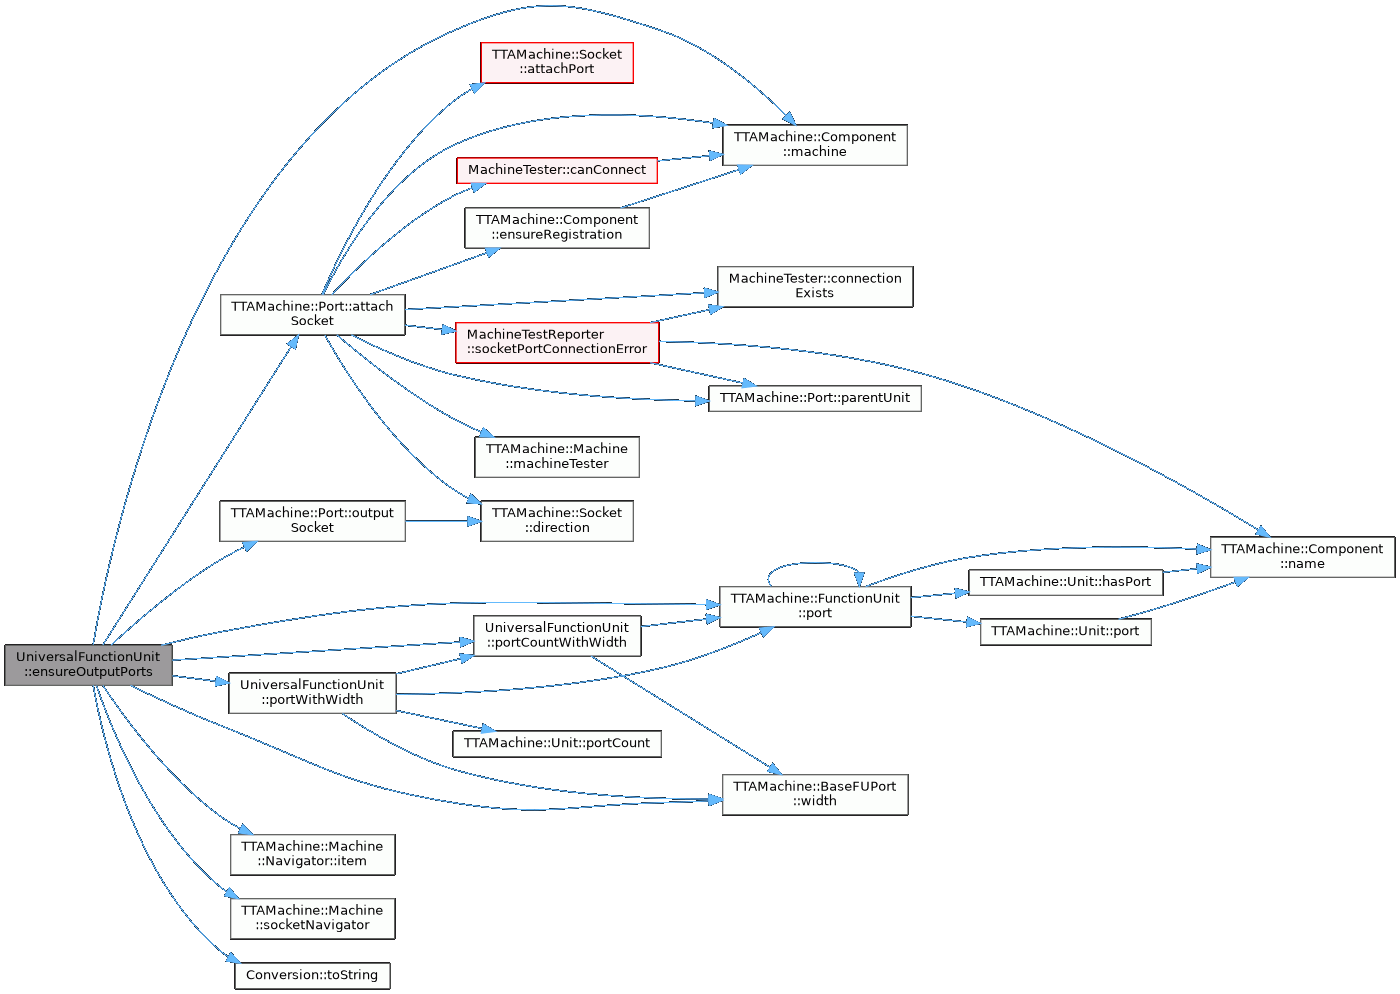 TTAMachine::Socket
::attachPort
TTAMachine::Component
::machine
MachineTester::canConnect
TTAMachine::Component
::ensureRegistration
MachineTester::connection
Exists
TTAMachine::Port::attach
Socket
MachineTestReporter
::socketPortConnectionError
TTAMachine::Port::parentUnit
TTAMachine::Machine
::machineTester
TTAMachine::Port::output
Socket
TTAMachine::Socket
::direction
TTAMachine::Component
::name
TTAMachine::Unit::hasPort
TTAMachine::FunctionUnit
::port
TTAMachine::Unit::port
UniversalFunctionUnit
::portCountWithWidth
UniversalFunctionUnit
::ensureOutputPorts
UniversalFunctionUnit
::portWithWidth
TTAMachine::Unit::portCount
TTAMachine::BaseFUPort
::width
TTAMachine::Machine
::Navigator::item
TTAMachine::Machine
::socketNavigator
Conversion::toString